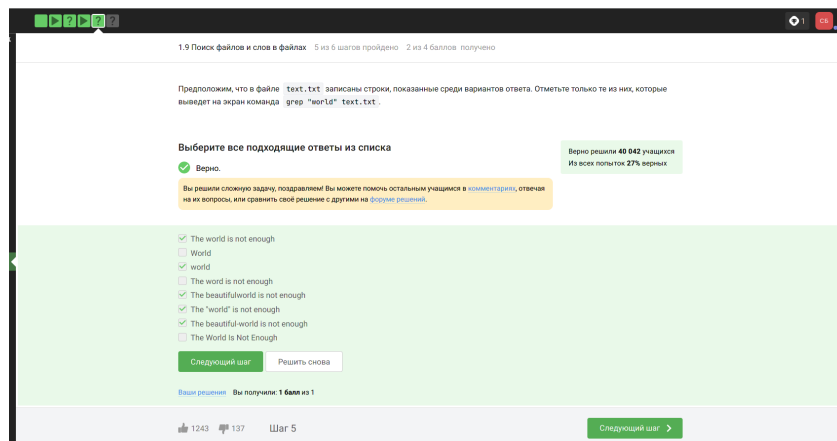 1
СБ
1.9 Поиск файлов и слов в файлах 5 из 6 шагов пройдено 2 из 4 баллов получено
Предположим, что в файле text.txt записаны строки, показанные среди вариантов ответа. Отметьте только те из них, которые
выведет на экран команда grep "world" text.txt.
Выберите все подходящие ответы из списка
Верно решили 40 042 учащихся
Из всех попыток 27% верных
Верно.
Вы решили сложную задачу, поздравляем! Вы можете помочь остальным учащимся в комментариях, отвечая
на их вопросы, или сравнить своё решение с другими на форуме решений.
The world is not enough
World
world
The word is not enough
The beautifulworld is not enough
The "world" is not enough
The beautiful-world is not enough
The World Is Not Enough
Следующий шаг Решить снова
Ваши решения Вы получили: 1 балл из 1
1243 137 Шаг 5 Следующий шаг